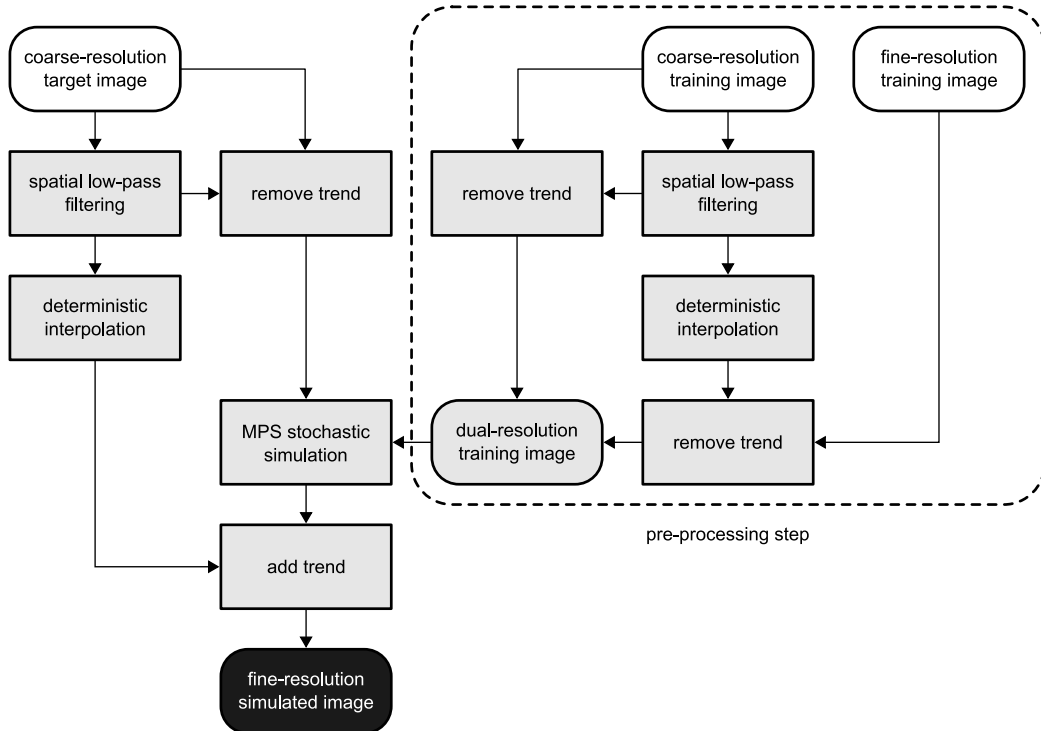 coarse-resolution
target image
coarse-resolution
training image
fine-resolution
training image
spatial low-pass
filtering
remove trend
remove trend
spatial low-pass
filtering
deterministic
interpolation
deterministic
interpolation
MPS stochastic
simulation
dual-resolution
training image
remove trend
pre-processing step
add trend
fine-resolution
simulated image